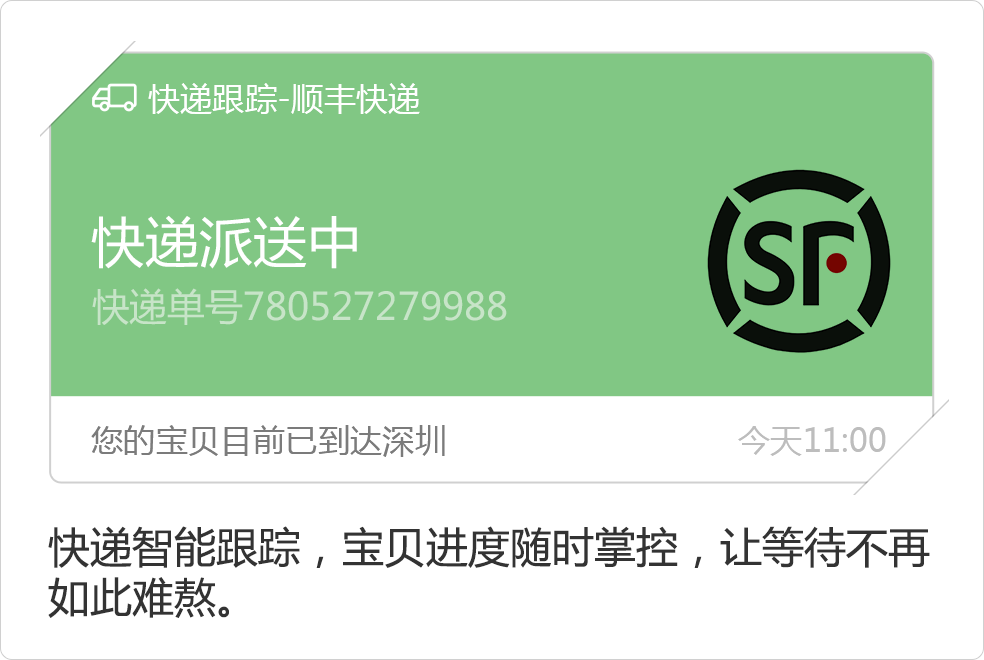 快递跟踪-顺丰快递
快递派送中
快递单号780527279988
SF
您的宝贝目前已到达深圳
今天11:00
快递智能跟踪，宝贝进度随时掌控，让等待不再
如此难熬。